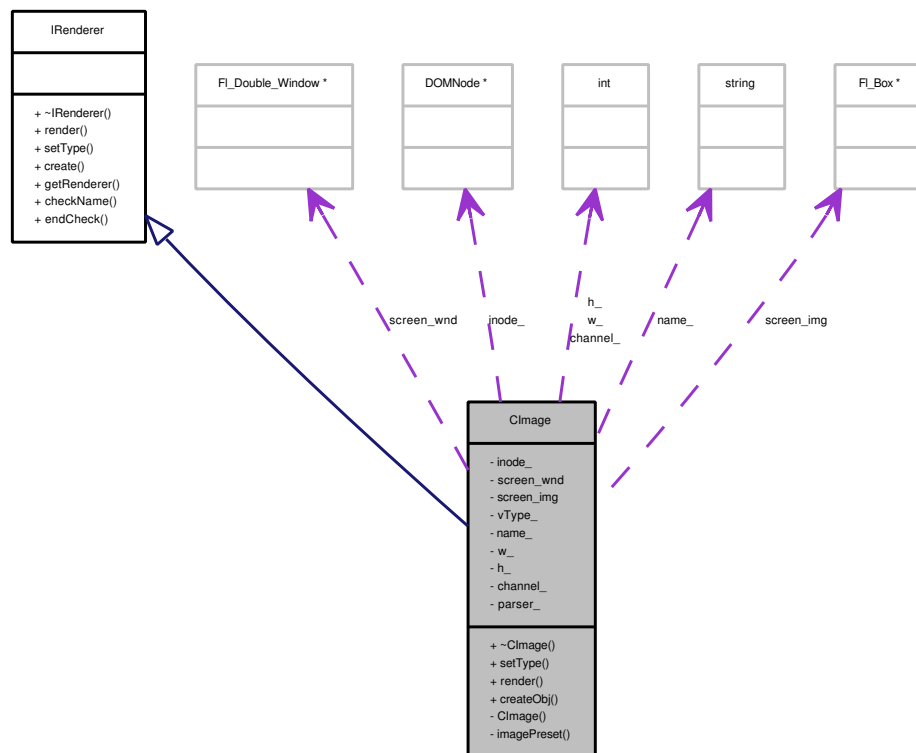 IRenderer
+ ~IRenderer()
+ render()
+ setType()
+ create()
+ getRenderer()
+ checkName()
+ endCheck()
Fl_Double_Window *
DOMNode *
int
string
Fl_Box *
screen_wnd
inode_
h_
w_
channel_
name_
screen_img
CImage
- inode_
- screen_wnd
- screen_img
- vType_
- name_
- w_
- h_
- channel_
- parser_
+ ~CImage()
+ setType()
+ render()
+ createObj()
- CImage()
- imagePreset()